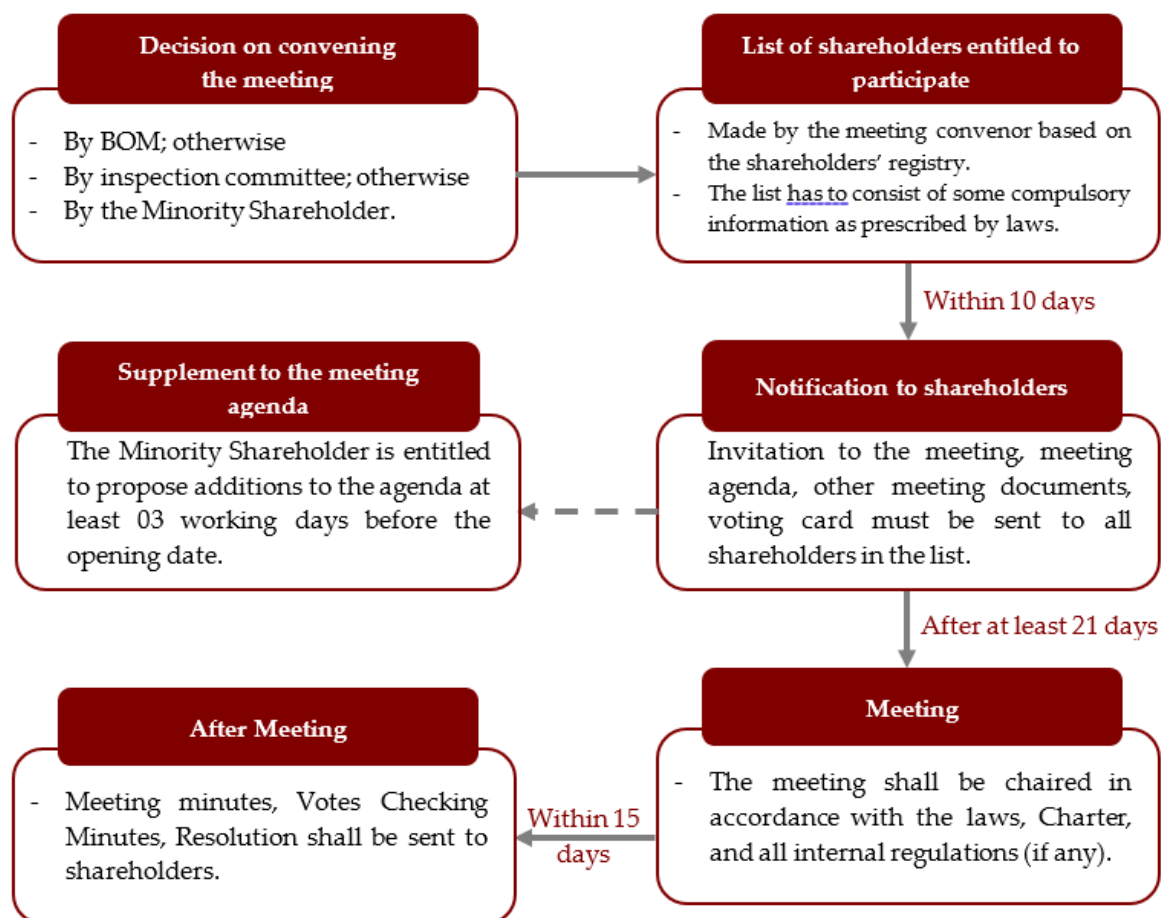 Decision on convening
the meeting
- By BOM; otherwise
- By inspection committee; otherwise
- By the Minority Shareholder.
List of shareholders entitled to
participate
- Made by the meeting convenor based on
the shareholders’ registry.
- The list has to consist of some compulsory
information as prescribed by laws.
Within 10 days
Notification to shareholders
Invitation to the meeting, meeting
agenda, other meeting documents,
voting card must be sent to all
shareholders in the list.
Supplement to the meeting
agenda
The Minority Shareholder is entitled
to propose additions to the agenda at
least 03 working days before the
opening date.
After at least 21 days
Meeting
- The meeting shall be chaired in
accordance with the laws, Charter,
and all internal regulations (if any).
Within 15
days
After Meeting
- Meeting minutes, Votes Checking
Minutes, Resolution shall be sent to
shareholders.